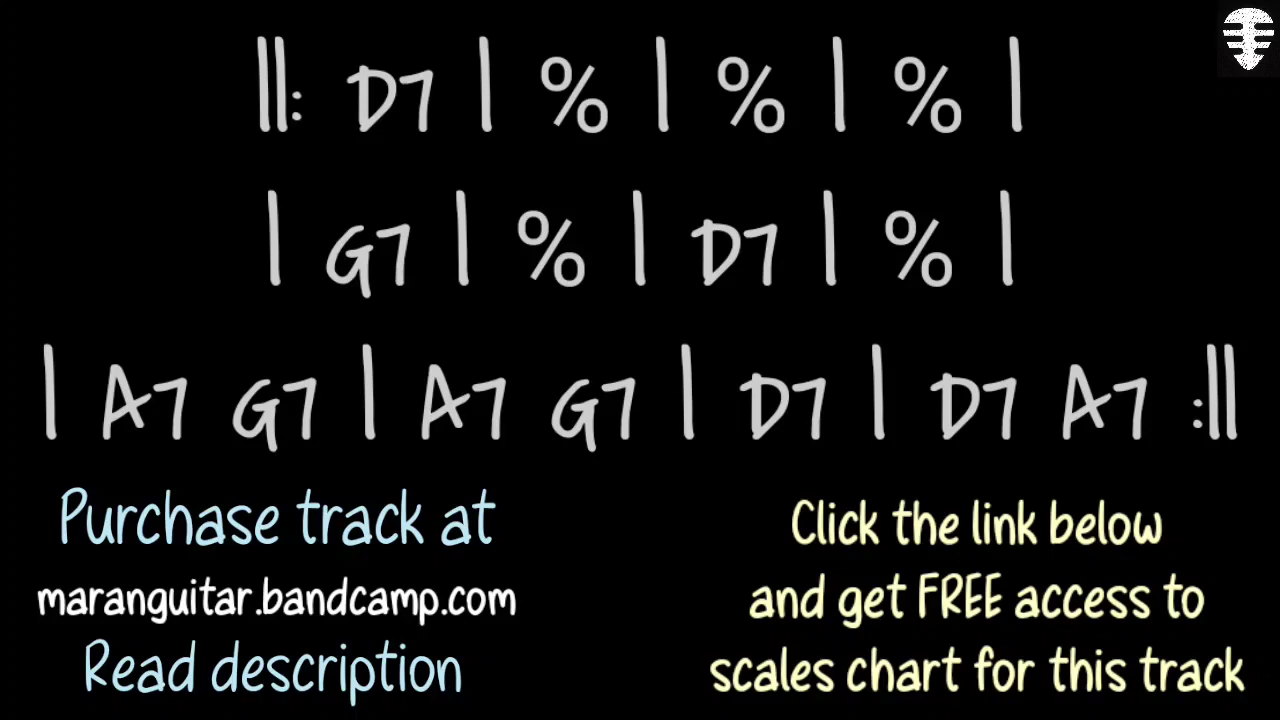 ||: D7 | % | % | % |
| G7 | % | D7 | % |
| A7 G7 | A7 G7 | D7 | D7 A7 :||
Purchase track at
maranguitar.bandcamp.com
Read description
Click the link below
and get FREE access to
scales chart for this track